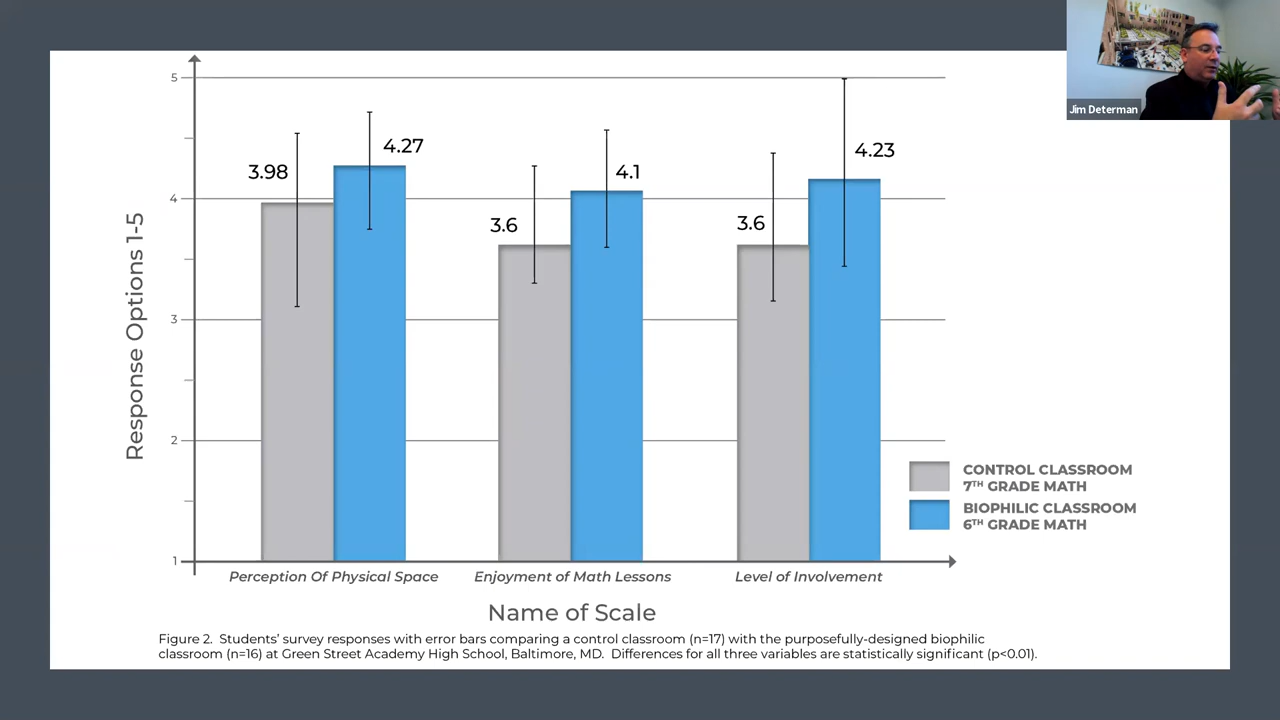 Jim Determan
Response Options 1-5
5
4
3
2
1
3.98
4.27
3.6
4.1
3.6
4.23
CONTROL CLASSROOM
7TH GRADE MATH
BIOPHILIC CLASSROOM
6TH GRADE MATH
Perception Of Physical Space
Enjoyment of Math Lessons
Level of Involvement
Name of Scale
Figure 2. Students’ survey responses with error bars comparing a control classroom (n=17) with the purposefully-designed biophilic
classroom (n=16) at Green Street Academy High School, Baltimore, MD. Differences for all three variables are statistically significant (p<0.01).